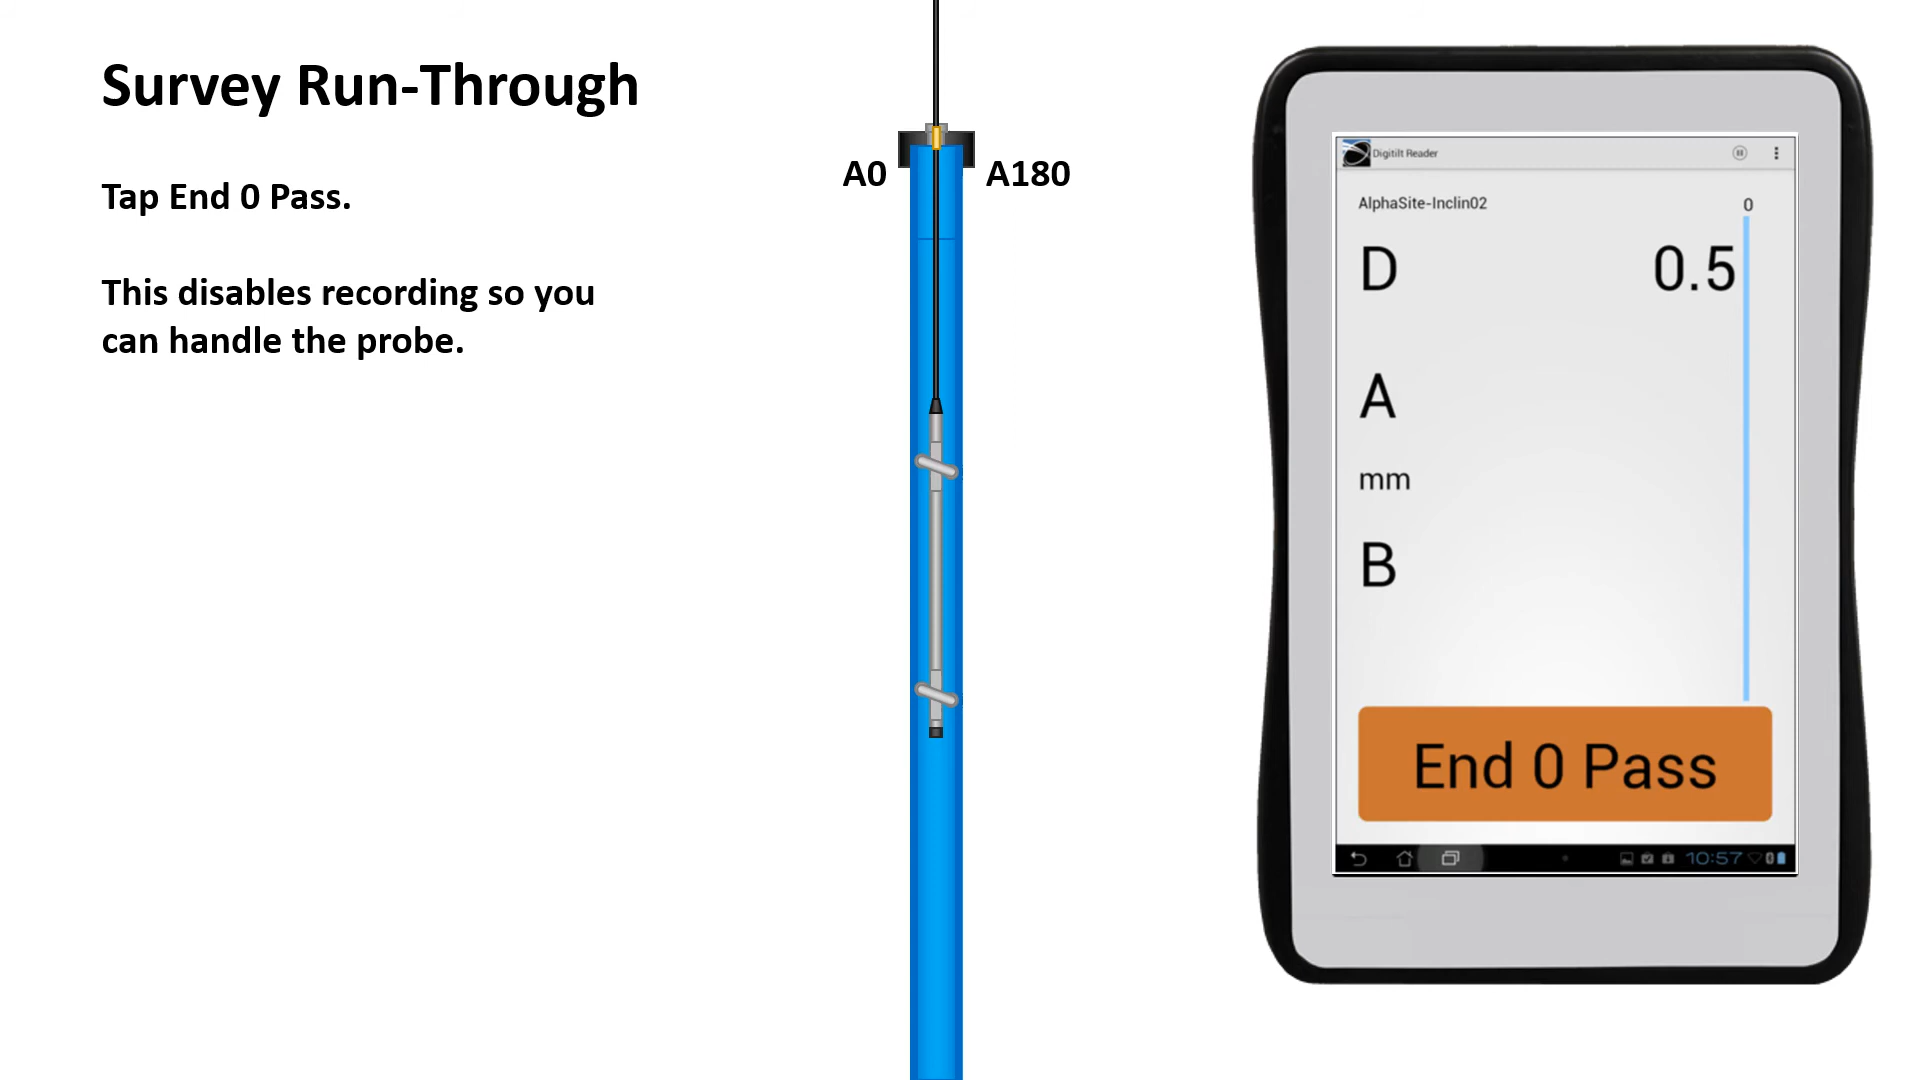 Survey Run-Through
Tap End 0 Pass.
This disables recording so you
can handle the probe.
A0
A180
Digitilt Reader
AlphaSite-Inclin02
0
D
0.5
A
mm
B
End 0 Pass
10:57